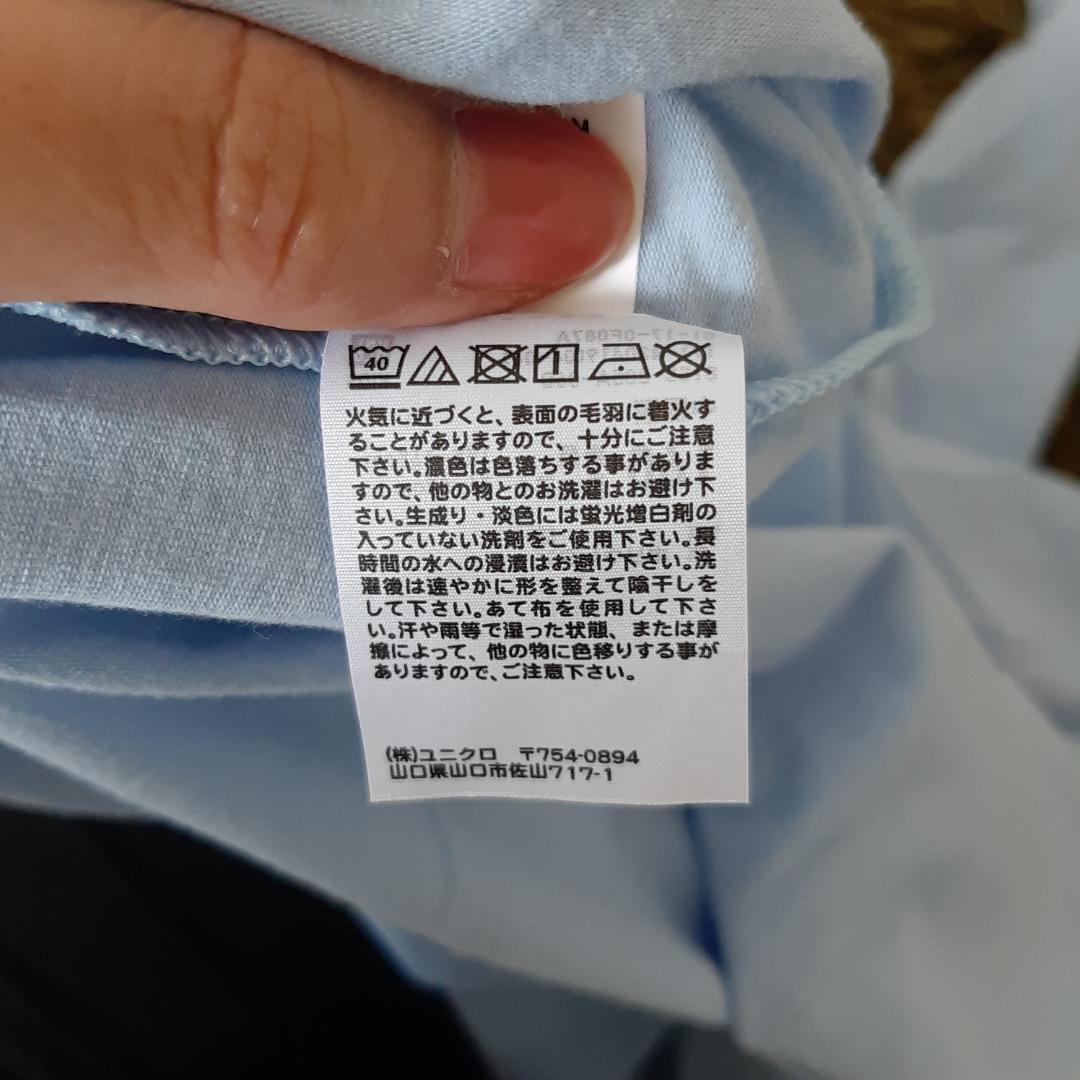 40
火気に近づくと、表面の毛羽に着火す
ることがありますので、十分にご注意
下さい。濃色は色落ちする事がありま
すので、他の物とのお洗濯はお避け下
さい。生成り・淡色には蛍光増白剤の
入っていない洗剤をご使用下さい。長
時間の水への浸漬はお避け下さい。洗
濯後は速やかに形を整えて陰干しを
して下さい。あて布を使用して下さ
い。汗や雨等で湿った状態、または摩
擦によって、他の物に色移りする事が
ありますので、ご注意下さい。
(株)ユニクロ 〒754-0894
山口県山口市佐山717-1